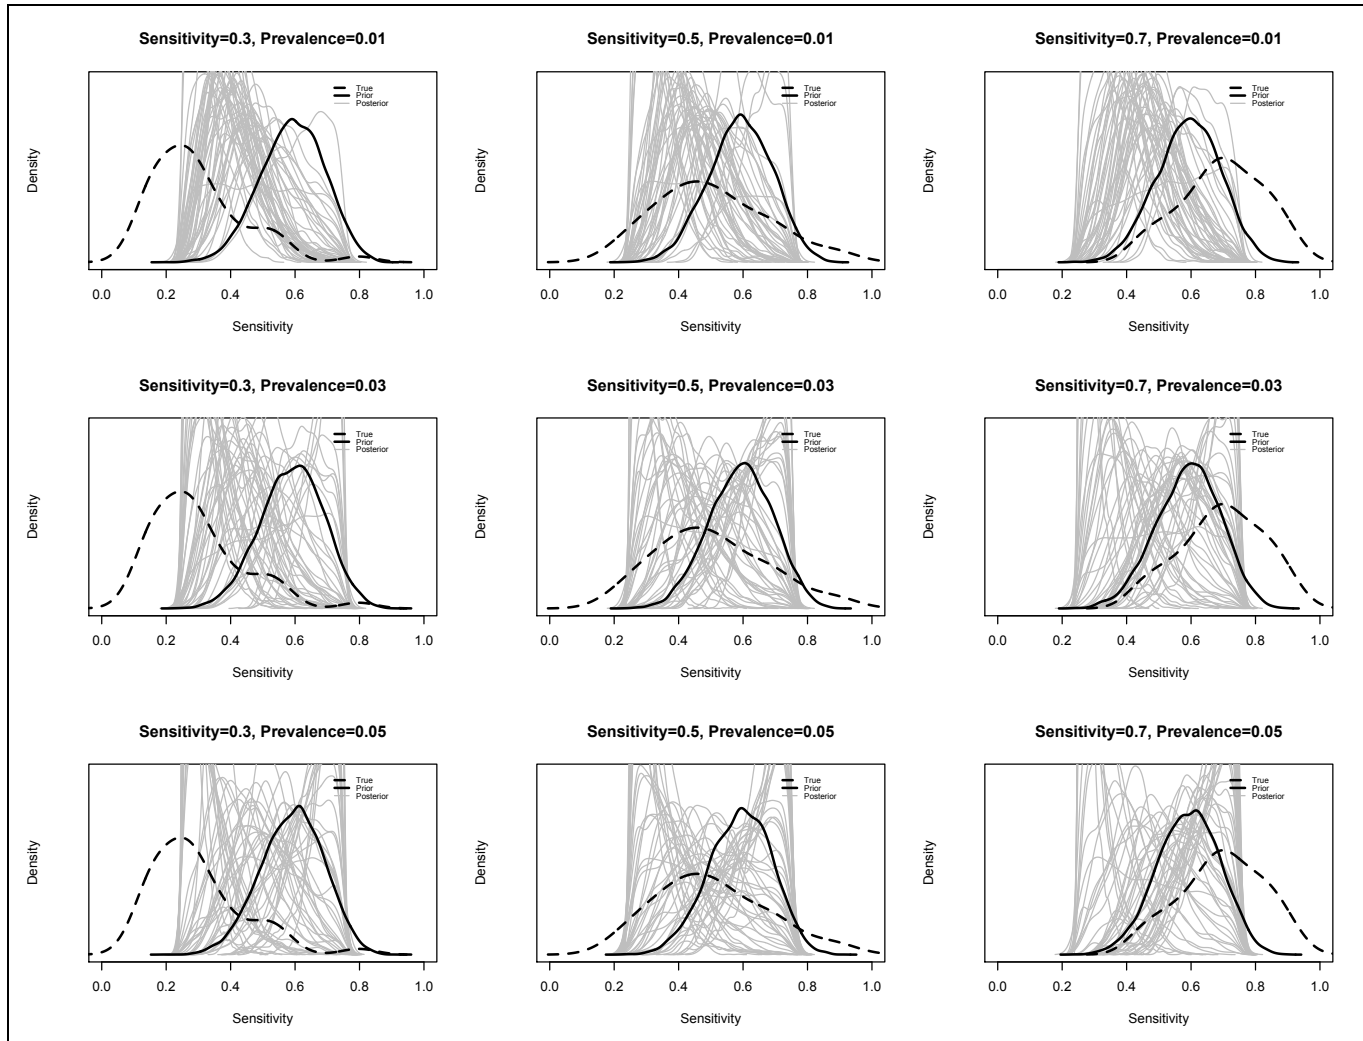 Sensitivity=0.3, Prevalence=0.01
Density
True
Prior
Posterior
0.0 0.2 0.4 0.6 0.8 1.0
Sensitivity
Sensitivity=0.5, Prevalence=0.01
Density
True
Prior
Posterior
0.0 0.2 0.4 0.6 0.8 1.0
Sensitivity
Sensitivity=0.7, Prevalence=0.01
Density
True
Prior
Posterior
0.0 0.2 0.4 0.6 0.8 1.0
Sensitivity
Sensitivity=0.3, Prevalence=0.03
Density
True
Prior
Posterior
0.0 0.2 0.4 0.6 0.8 1.0
Sensitivity
Sensitivity=0.5, Prevalence=0.03
Density
True
Prior
Posterior
0.0 0.2 0.4 0.6 0.8 1.0
Sensitivity
Sensitivity=0.7, Prevalence=0.03
Density
True
Prior
Posterior
0.0 0.2 0.4 0.6 0.8 1.0
Sensitivity
Sensitivity=0.3, Prevalence=0.05
Density
True
Prior
Posterior
0.0 0.2 0.4 0.6 0.8 1.0
Sensitivity
Sensitivity=0.5, Prevalence=0.05
Density
True
Prior
Posterior
0.0 0.2 0.4 0.6 0.8 1.0
Sensitivity
Sensitivity=0.7, Prevalence=0.05
Density
True
Prior
Posterior
0.0 0.2 0.4 0.6 0.8 1.0
Sensitivity